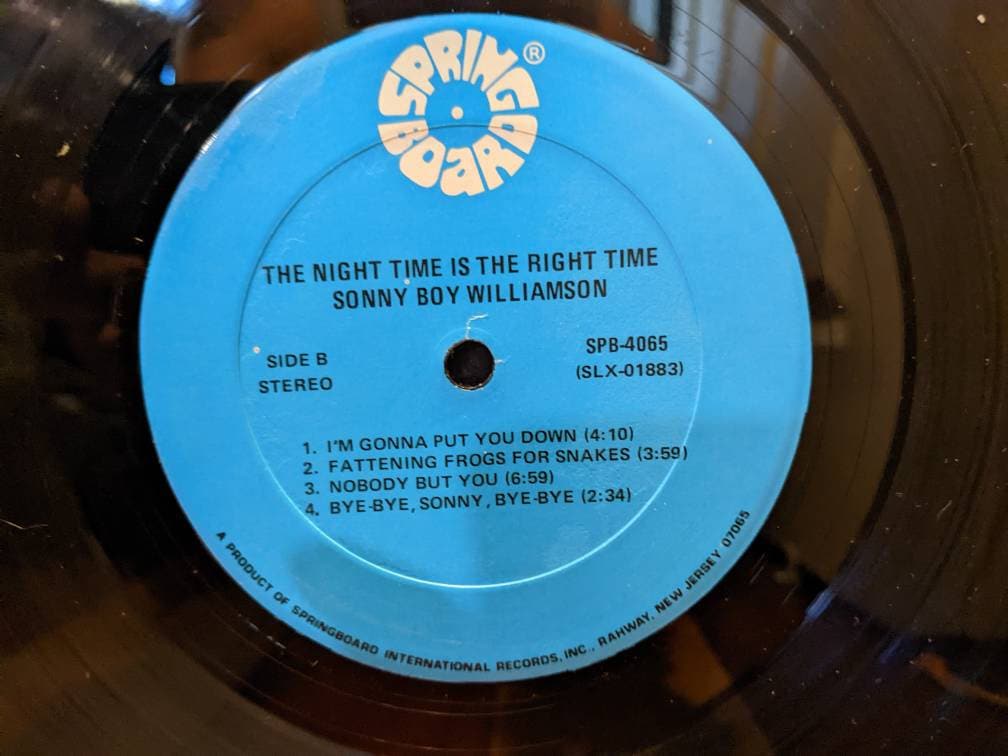 SPRINGBOARD®
THE NIGHT TIME IS THE RIGHT TIME
SONNY BOY WILLIAMSON
SIDE B
STEREO
SPB-4065
(SLX-01883)
1. I'M GONNA PUT YOU DOWN (4:10)
2. FATTENING FROGS FOR SNAKES (3:59)
3. NOBODY BUT YOU (6:59)
4. BYE-BYE, SONNY, BYE-BYE (2:34)
A PRODUCT OF SPRINGBOARD INTERNATIONAL RECORDS, INC., RAHWAY, NEW JERSEY 07065